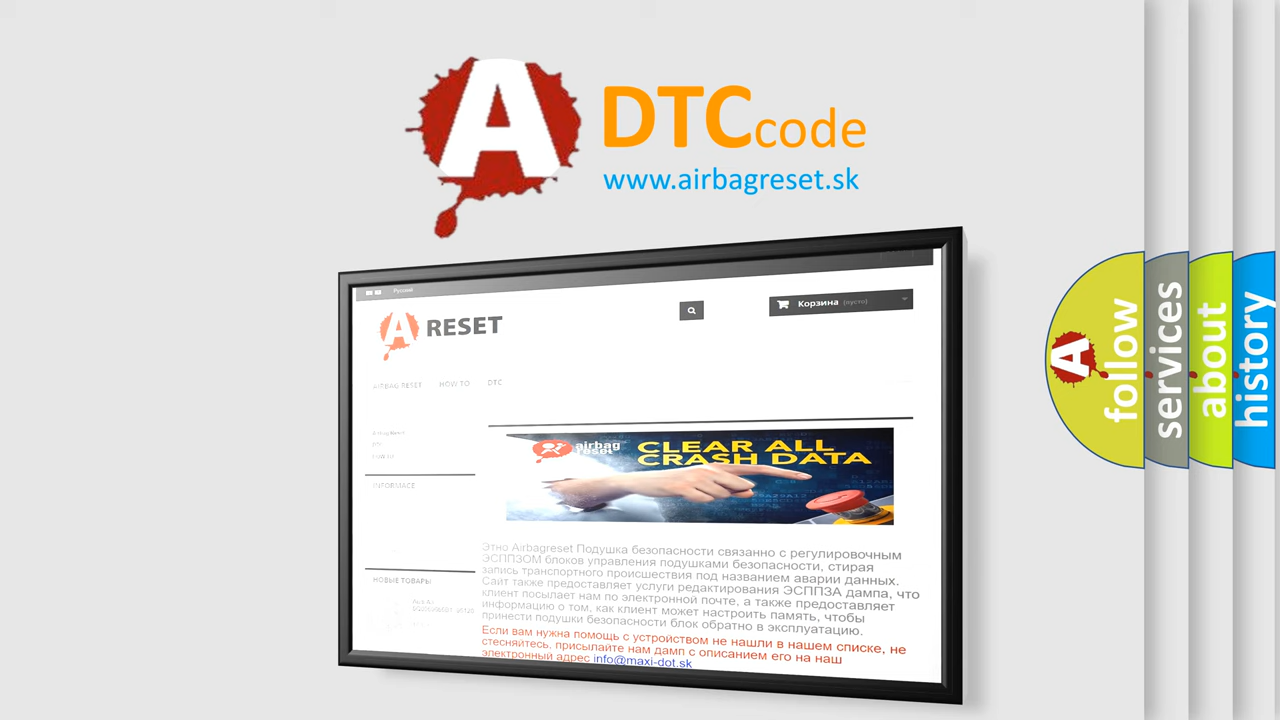 A
DTCcode
www.airbagreset.sk
Русский
A RESET
Корзина (пусто)
AIRBAG RESET HOW TO DTC
INFORMACE
airbag
reset
CLEAR ALL
CRASH DATA
Этно Airbagreset Подушка безопасности связанно с регулировочным
ЭСППЗОМ блоков управления подушками безопасности, стирая
запись транспортного происшествия под названием аварии данных.
Сайт также предоставляет услуги редактирования ЭСППЗА дампа, что
клиент посылает нам по электронной почте, а также предоставляет
информацию о том, как клиент может настроить память, чтобы
принести подушки безопасности блок обратно в эксплуатацию.
Если вам нужна помощь с устройством не нашли в нашем списке, не
стесняйтесь, присылайте нам дамп с описанием его на наш
электронный адрес info@maxi-dot.sk
НОВЫЕ ТОВАРЫ
A
follow
services
about
history